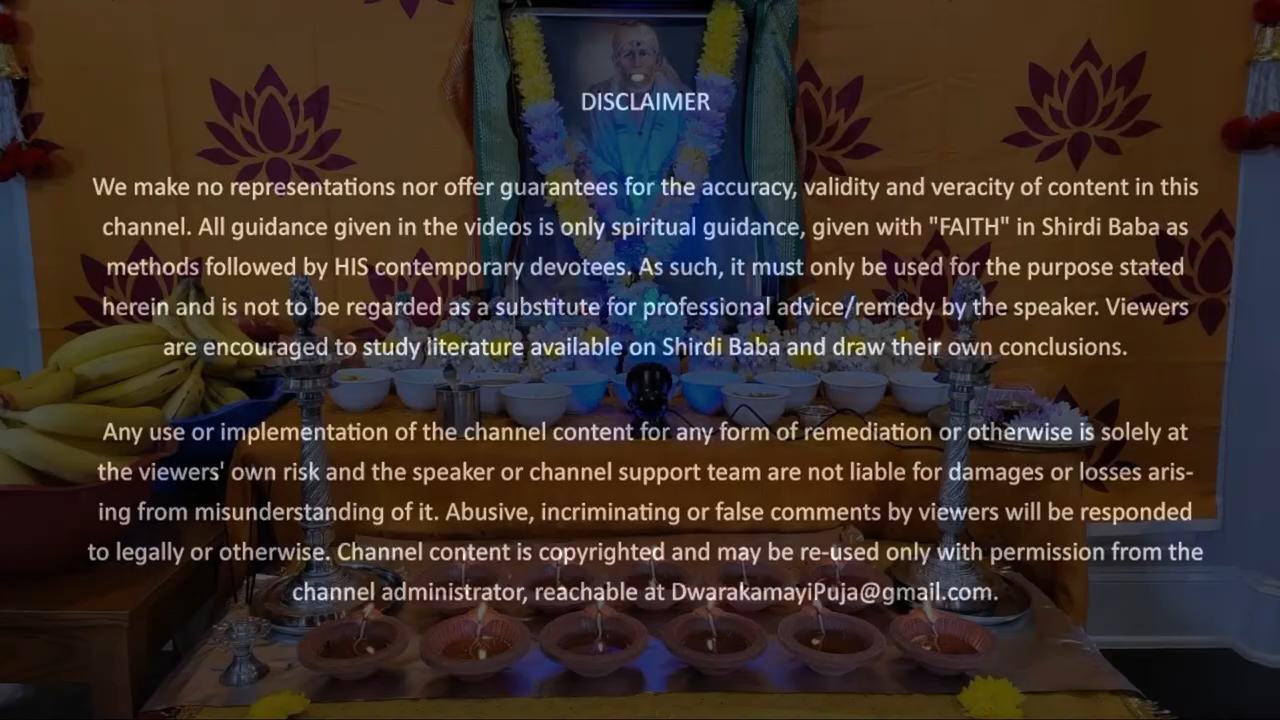 DISCLAIMER
We make no representations nor offer guarantees for the accuracy, validity and veracity of content in this
channel. All guidance given in the videos is only spiritual guidance, given with "FAITH" in Shirdi Baba as
methods followed by HIS contemporary devotees. As such, it must only be used for the purpose stated
herein and is not to be regarded as a substitute for professional advice/remedy by the speaker. Viewers
are encouraged to study literature available on Shirdi Baba and draw their own conclusions.
Any use or implementation of the channel content for any form of remediation or otherwise is solely at
the viewers' own risk and the speaker or channel support team are not liable for damages or losses aris-
ing from misunderstanding of it. Abusive, incriminating or false comments by viewers will be responded
to legally or otherwise. Channel content is copyrighted and may be re-used only with permission from the
channel administrator, reachable at DwarakamayiPuja@gmail.com.